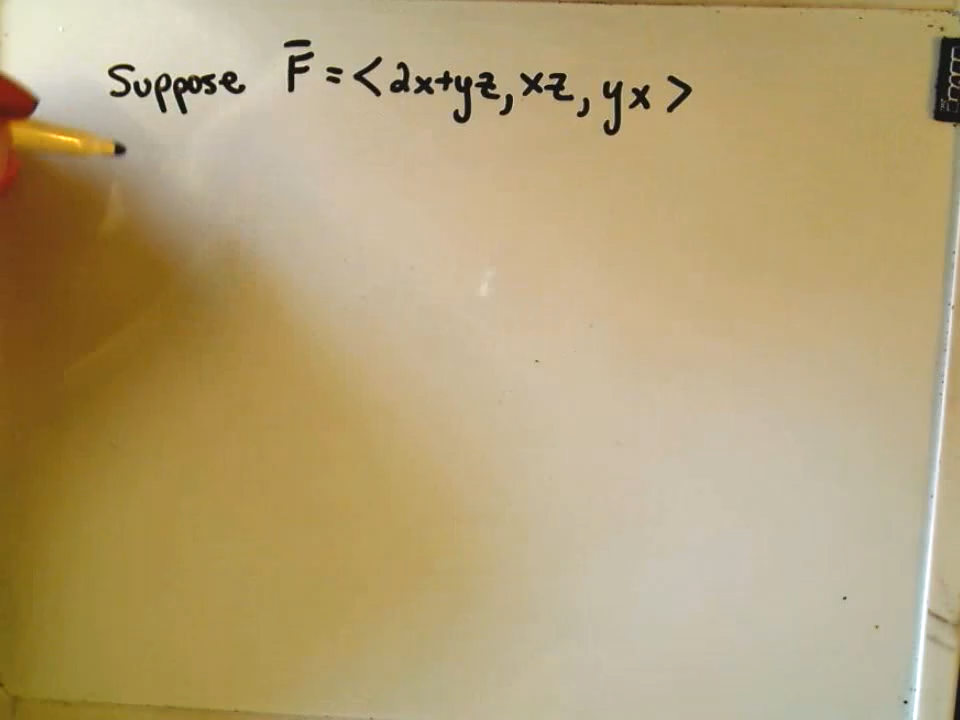 Suppose F̅ = <2x+yz, xz, yx>